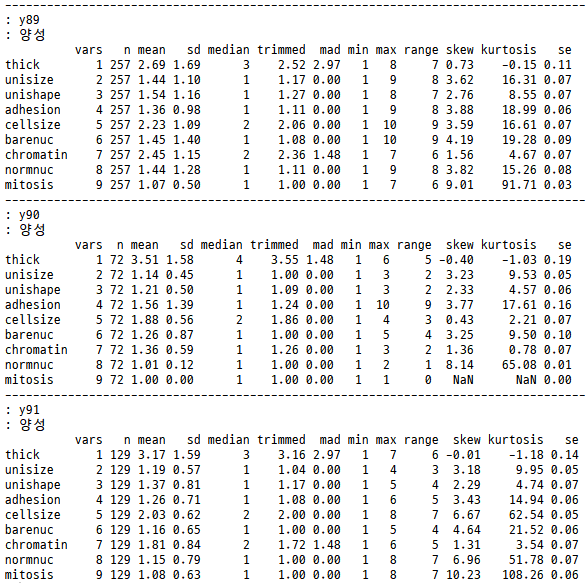 --------------------------------------------------------------------------------
: y89
: 양성
          vars   n mean   sd median trimmed  mad min max range skew kurtosis   se
thick        1 257 2.69 1.69      3    2.52 2.97   1   8     7 0.73    -0.15 0.11
unisize      2 257 1.44 1.10      1    1.17 0.00   1   9     8 3.62    16.31 0.07
unishape     3 257 1.54 1.16      1    1.27 0.00   1   8     7 2.76     8.55 0.07
adhesion     4 257 1.36 0.98      1    1.11 0.00   1   9     8 3.88    18.99 0.06
cellsize     5 257 2.23 1.09      2    2.06 0.00   1  10     9 3.59    16.61 0.07
barenuc      6 257 1.45 1.40      1    1.08 0.00   1  10     9 4.19    19.28 0.09
chromatin    7 257 2.45 1.15      2    2.36 1.48   1   7     6 1.56     4.67 0.07
normnuc      8 257 1.44 1.28      1    1.11 0.00   1   9     8 3.82    15.26 0.08
mitosis      9 257 1.07 0.50      1    1.00 0.00   1   7     6 9.01    91.71 0.03
--------------------------------------------------------------------------------
: y90
: 양성
          vars  n mean   sd median trimmed  mad min max range  skew kurtosis   se
thick        1 72 3.51 1.58      4    3.55 1.48   1   6     5 -0.40    -1.03 0.19
unisize      2 72 1.14 0.45      1    1.00 0.00   1   3     2  3.23     9.53 0.05
unishape     3 72 1.21 0.50      1    1.09 0.00   1   3     2  2.33     4.57 0.06
adhesion     4 72 1.56 1.39      1    1.24 0.00   1  10     9  3.77    17.61 0.16
cellsize     5 72 1.88 0.56      2    1.86 0.00   1   4     3  0.43     2.21 0.07
barenuc      6 72 1.26 0.87      1    1.00 0.00   1   5     4  3.25     9.50 0.10
chromatin    7 72 1.36 0.59      1    1.26 0.00   1   3     2  1.36     0.78 0.07
normnuc      8 72 1.01 0.12      1    1.00 0.00   1   2     1  8.14    65.08 0.01
mitosis      9 72 1.00 0.00      1    1.00 0.00   1   1     0   NaN      NaN 0.00
--------------------------------------------------------------------------------
: y91
: 양성
          vars   n mean   sd median trimmed  mad min max range  skew kurtosis   se
thick        1 129 3.17 1.59      3    3.16 2.97   1   7     6 -0.01    -1.18 0.14
unisize      2 129 1.19 0.57      1    1.04 0.00   1   4     3  3.18     9.95 0.05
unishape     3 129 1.37 0.81      1    1.17 0.00   1   5     4  2.29     4.74 0.07
adhesion     4 129 1.26 0.71      1    1.08 0.00   1   6     5  3.43    14.94 0.06
cellsize     5 129 2.03 0.62      2    2.00 0.00   1   8     7  6.67    62.54 0.05
barenuc      6 129 1.16 0.65      1    1.00 0.00   1   5     4  4.64    21.52 0.06
chromatin    7 129 1.81 0.84      2    1.72 1.48   1   6     5  1.31     3.54 0.07
normnuc      8 129 1.15 0.79      1    1.00 0.00   1   8     7  6.96    51.78 0.07
mitosis      9 129 1.08 0.63      1    1.00 0.00   1   8     7 10.23   108.26 0.06